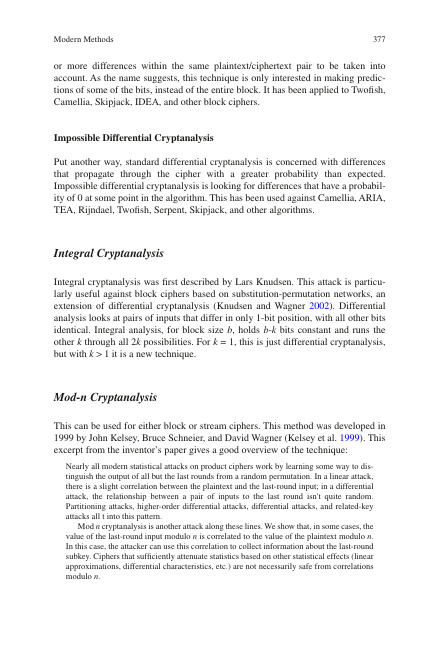 Modern Methods 377
or more differences within the same plaintext/ciphertext pair to be taken into
account. As the name suggests, this technique is only interested in making predic-
tions of some of the bits, instead of the entire block. It has been applied to Twofish,
Camellia, Skipjack, IDEA, and other block ciphers.
Impossible Differential Cryptanalysis
Put another way, standard differential cryptanalysis is concerned with differences
that propagate through the cipher with a greater probability than expected.
Impossible differential cryptanalysis is looking for differences that have a probabil-
ity of 0 at some point in the algorithm. This has been used against Camellia, ARIA,
TEA, Rijndael, Twofish, Serpent, Skipjack, and other algorithms.
Integral Cryptanalysis
Integral cryptanalysis was first described by Lars Knudsen. This attack is particu-
larly useful against block ciphers based on substitution-permutation networks, an
extension of differential cryptanalysis (Knudsen and Wagner 2002). Differential
analysis looks at pairs of inputs that differ in only 1-bit position, with all other bits
identical. Integral analysis, for block size b, holds b-k bits constant and runs the
other k through all 2k possibilities. For k = 1, this is just differential cryptanalysis,
but with k > 1 it is a new technique.
Mod-n Cryptanalysis
This can be used for either block or stream ciphers. This method was developed in
1999 by John Kelsey, Bruce Schneier, and David Wagner (Kelsey et al. 1999). This
excerpt from the inventor's paper gives a good overview of the technique:
Nearly all modern statistical attacks on product ciphers work by learning some way to dis-
tinguish the output of all but the last rounds from a random permutation. In a linear attack,
there is a slight correlation between the plaintext and the last-round input; in a differential
attack, the relationship between a pair of inputs to the last round isn't quite random.
Partitioning attacks, higher-order differential attacks, differential attacks, and related-key
attacks all t into this pattern.
Mod n cryptanalysis is another attack along these lines. We show that, in some cases, the
value of the last-round input modulo n is correlated to the value of the plaintext modulo n.
In this case, the attacker can use this correlation to collect information about the last-round
subkey. Ciphers that sufficiently attenuate statistics based on other statistical effects (linear
approximations, differential characteristics, etc.) are not necessarily safe from correlations
modulo n.